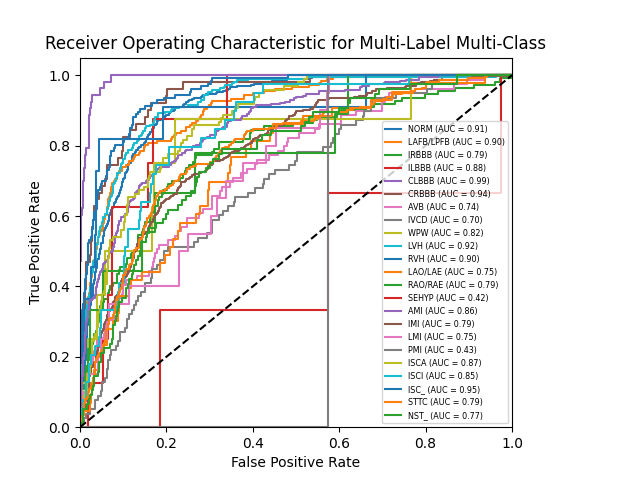 Receiver Operating Characteristic for Multi-Label Multi-Class
True Positive Rate
1.0
0.8
0.6
0.4
0.2
0.0
NORM (AUC = 0.91)
LAFB/LPFB (AUC = 0.90)
IRBBB (AUC = 0.79)
ILBBB (AUC = 0.88)
CLBBB (AUC = 0.99)
CRBBB (AUC = 0.94)
AVB (AUC = 0.74)
IVCD (AUC = 0.70)
WPW (AUC = 0.82)
LVH (AUC = 0.92)
RVH (AUC = 0.90)
LAO/LAE (AUC = 0.75)
RAO/RAE (AUC = 0.79)
SEHYP (AUC = 0.42)
AMI (AUC = 0.86)
IMI (AUC = 0.79)
LMI (AUC = 0.75)
PMI (AUC = 0.43)
ISCA (AUC = 0.87)
ISCI (AUC = 0.85)
ISC_ (AUC = 0.95)
STTC (AUC = 0.79)
NST_ (AUC = 0.77)
0.0 0.2 0.4 0.6 0.8 1.0
False Positive Rate